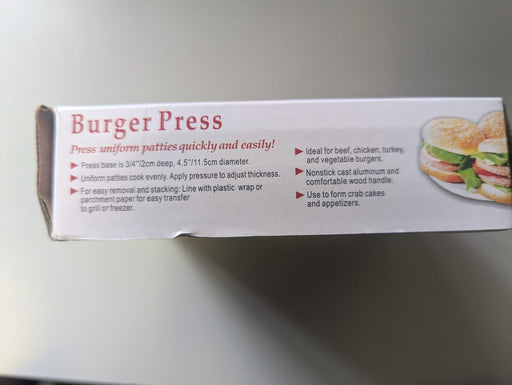 Burger Press
Press uniform patties quickly and easily!
Press base is 3/4"/2cm deep, 4.5"/11.5cm diameter.
Uniform patties cook evenly. Apply pressure to adjust thickness.
For easy removal and stacking: Line with plastic wrap or
parchment paper for easy transfer
to grill or freezer.
Ideal for beef, chicken, turkey,
and vegetable burgers.
Nonstick cast aluminum and
comfortable wood handle.
Use to form crab cakes
and appetizers.